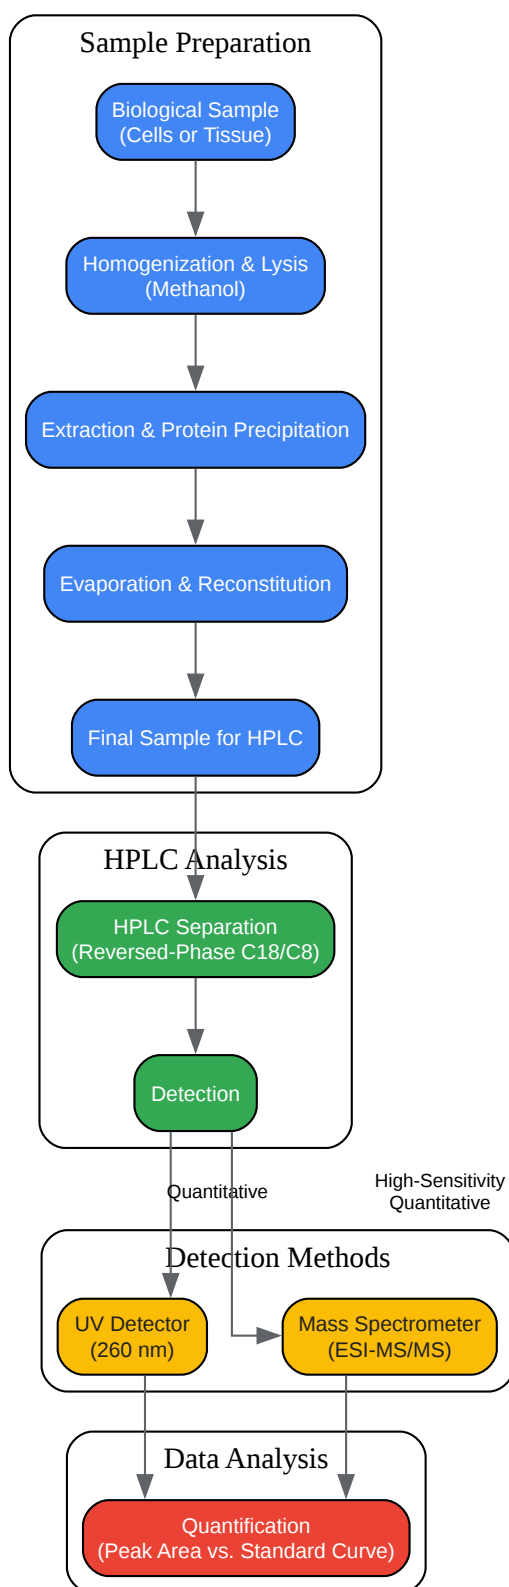 Sample Preparation
Biological Sample
(Cells or Tissue)
Homogenization & Lysis
(Methanol)
Extraction & Protein Precipitation
Evaporation & Reconstitution
Final Sample for HPLC
HPLC Analysis
HPLC Separation
(Reversed-Phase C18/C8)
Detection
Quantitative
High-Sensitivity
Quantitative
Detection Methods
UV Detector
(260 nm)
Mass Spectrometer
(ESI-MS/MS)
Data Analysis
Quantification
(Peak Area vs. Standard Curve)